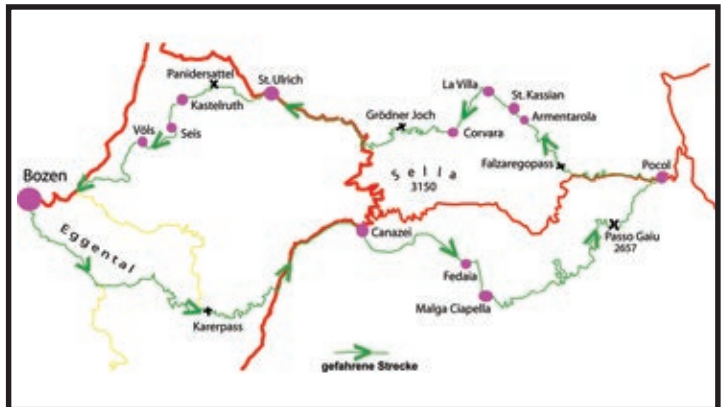 Panidersattel
St. Ulrich
La Villa
St. Kassian
Kastelruth
Grödner Joch
Armentarola
Völs
Seis
Corvara
Bozen
Sella
3150
Falzaregopass
Pocol
Eggental
Canazei
Passo Gaiu
2657
Fedaia
Malga Ciapella
Karerpass
gefahrene Strecke